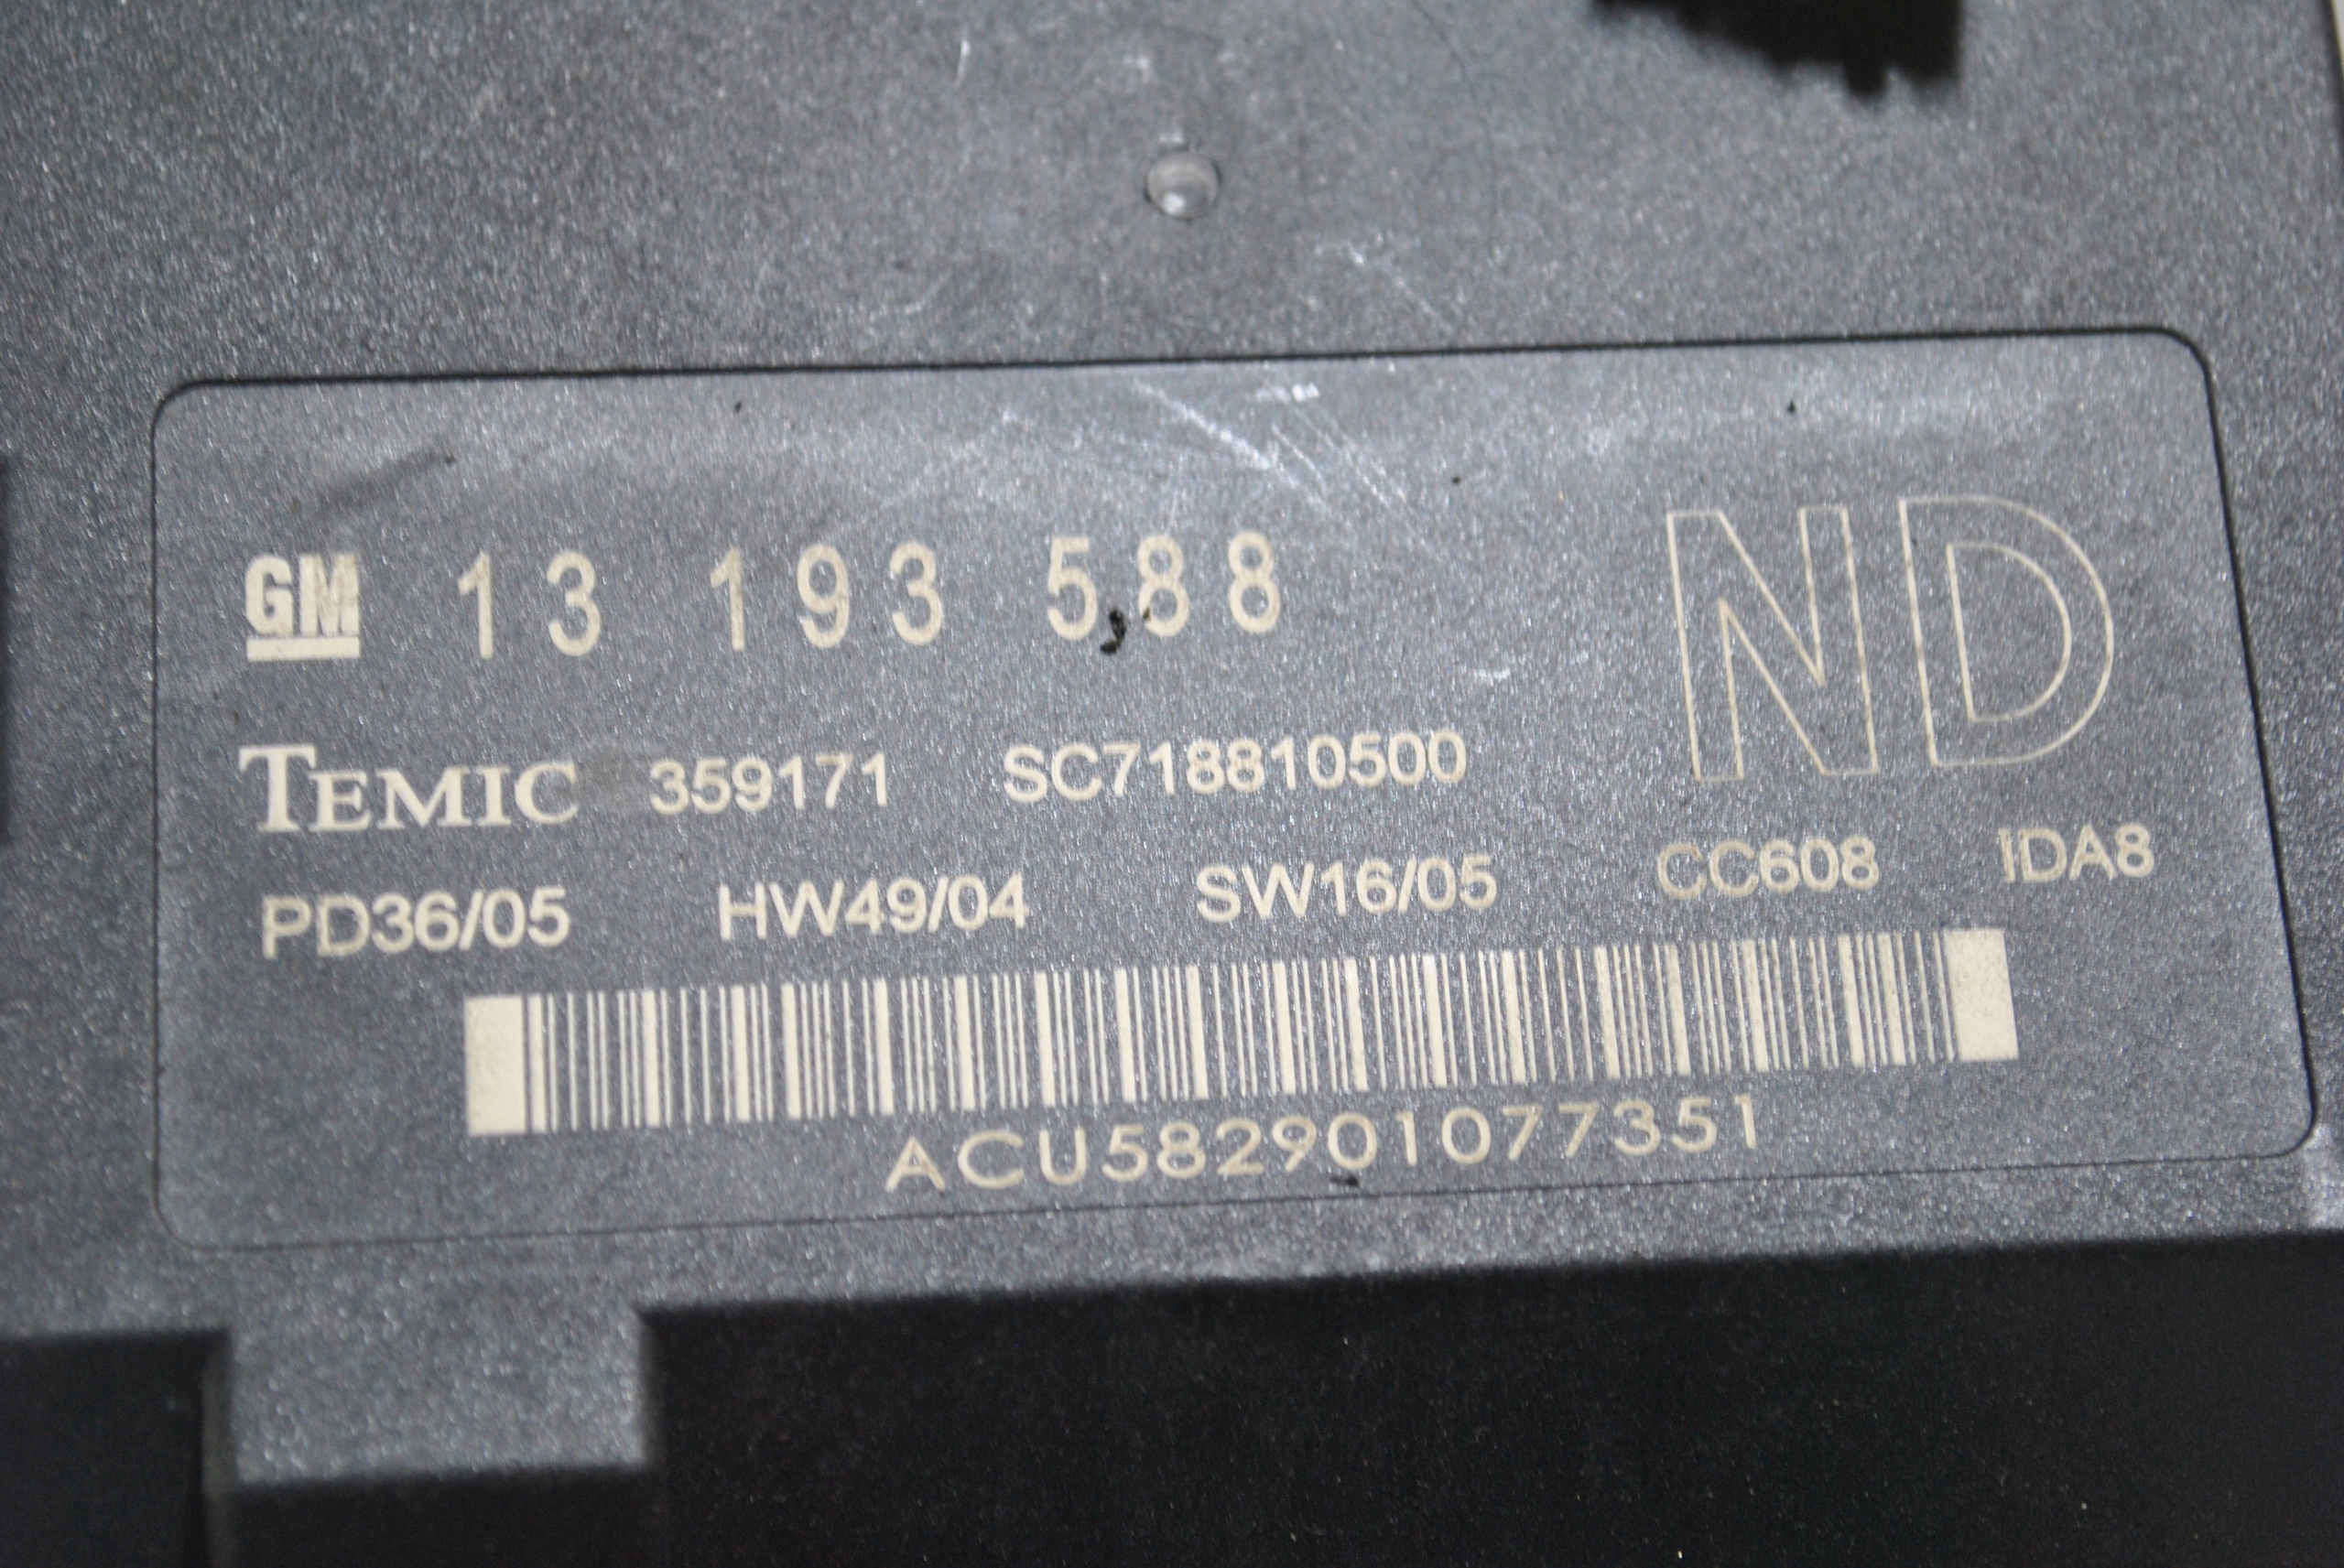 GM 13 193 588 ND
TEMIC 359171 SC718810500
PD36/05 HW49/04 SW16/05 CC608 IDA8
ACU582901077351